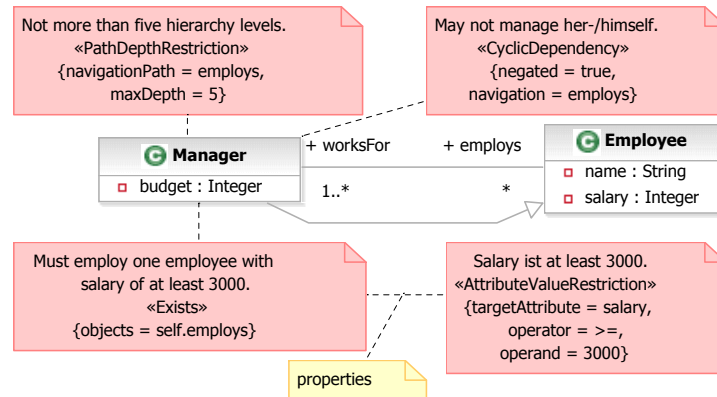 Not more than five hierarchy levels.
«PathDepthRestriction»
{navigationPath = employs,
maxDepth = 5}
May not manage her-/himself.
«CyclicDependency»
{negated = true,
navigation = employs}
C Manager
budget : Integer
+ worksFor
+ employs
1..*
*
C Employee
name : String
salary : Integer
Must employ one employee with
salary of at least 3000.
«Exists»
{objects = self.employs}
Salary ist at least 3000.
«AttributeValueRestriction»
{targetAttribute = salary,
operator = >=,
operand = 3000}
properties